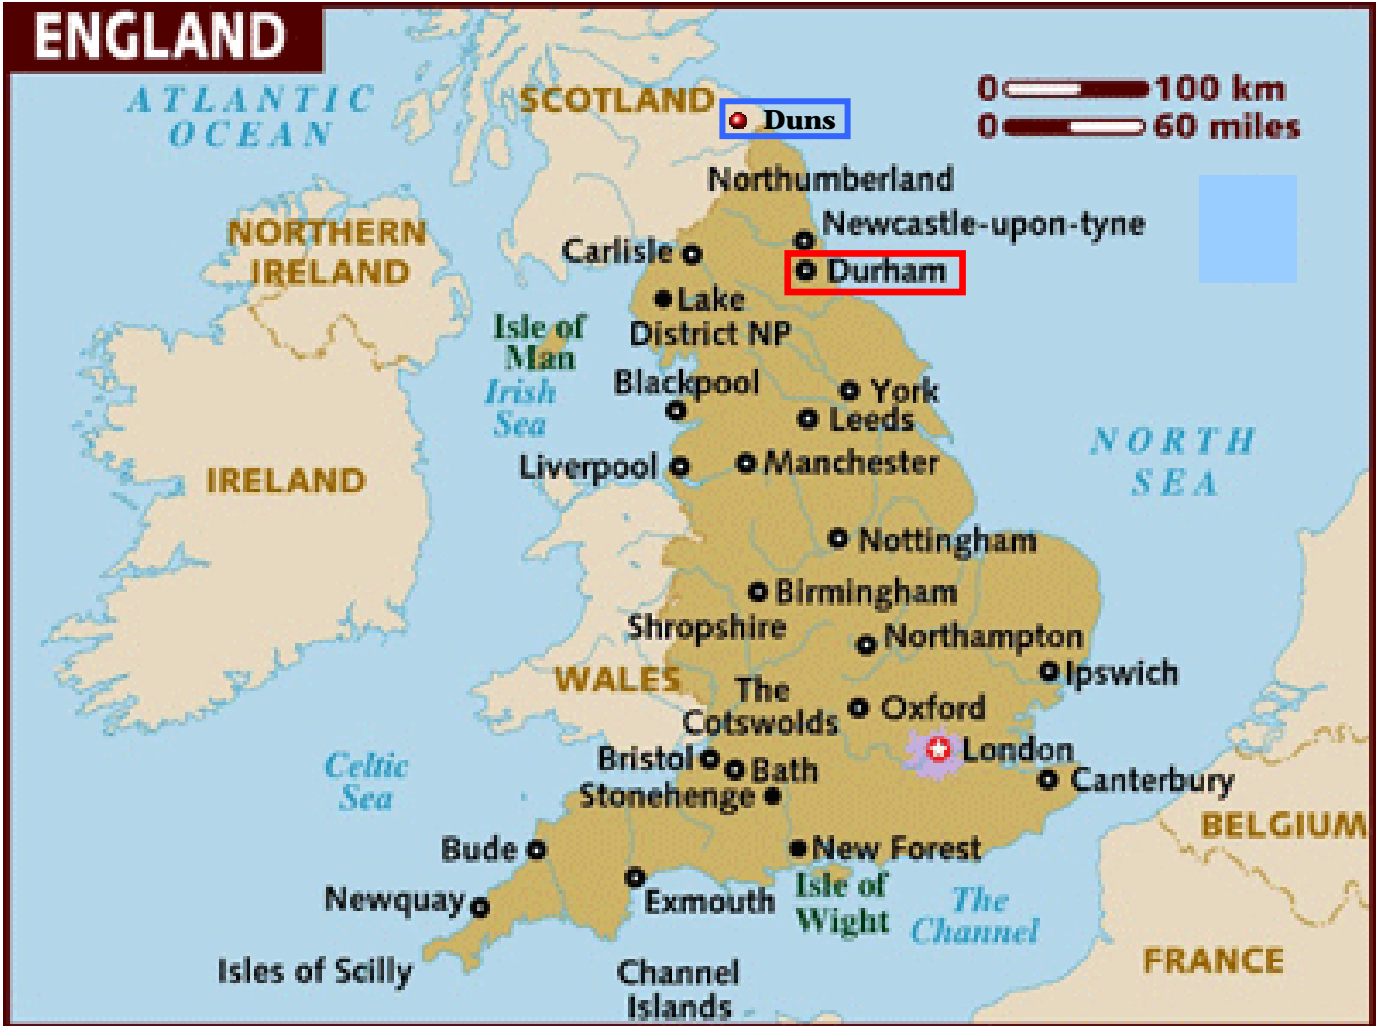 ENGLAND
ATLANTIC
OCEAN
SCOTLAND
Duns
0 100 km
0 60 miles
Northumberland
Newcastle-upon-tyne
NORTHERN
IRELAND
Carlisle
Durham
Lake
District NP
Isle of
Man
Irish
Sea
Blackpool
York
Leeds
NORTH
SEA
Liverpool
Manchester
IRELAND
Nottingham
Birmingham
Shropshire
Northampton
WALES
Ipswich
The
Cotswolds
Oxford
London
Bristol
Bath
Canterbury
Celtic
Sea
Stonehenge
BELGIUM
Bude
New Forest
Newquay
Exmouth
Isle of
Wight
The
Channel
Isles of Scilly
Channel
Islands
FRANCE